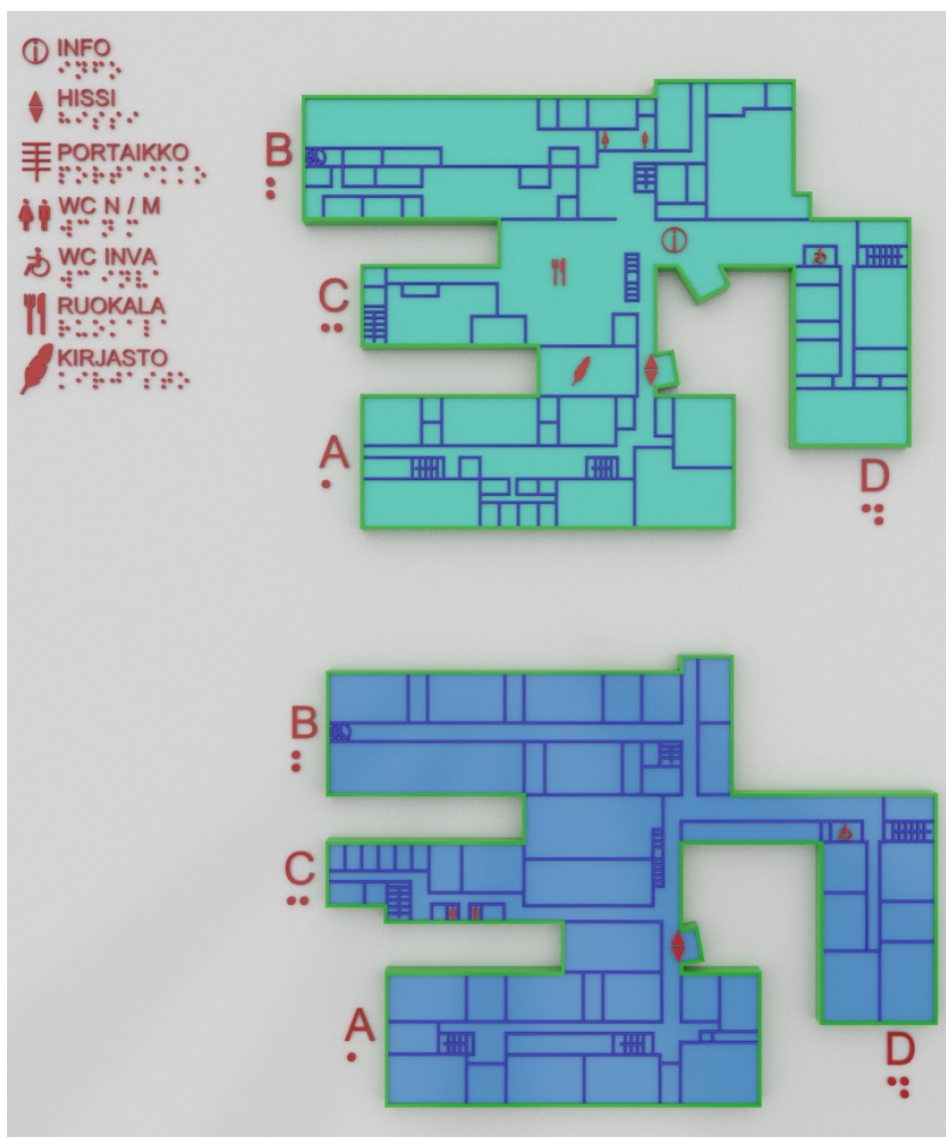 INFO
⠊⠝⠋⠕
HISSI
⠓⠊⠎⠎⠊
PORTAIKKO
⠏⠕⠗⠞⠁⠊⠅⠅⠕
WC N / M
WC INVA
RUOKALA
⠗⠥⠕⠅⠁⠇⠁
KIRJASTO
⠅⠊⠗⠚⠁⠎⠞⠕
B
⠃
C
⠉
A
⠁
D
⠙
B
⠃
C
⠉
A
⠁
D
⠙